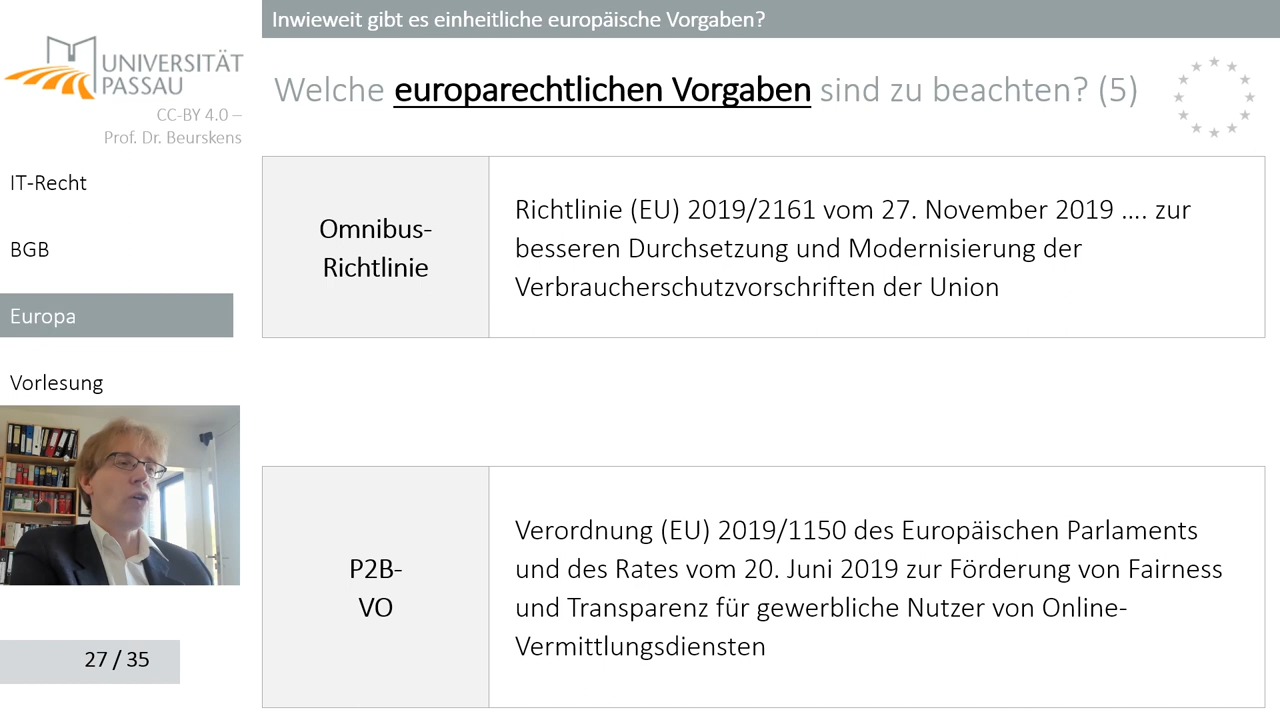 Inwieweit gibt es einheitliche europäische Vorgaben?
UNIVERSITÄT
PASSAU
CC-BY 4.0 –
Prof. Dr. Beurskens
Welche europarechtlichen Vorgaben sind zu beachten? (5)
IT-Recht
BGB
Europa
Vorlesung
27 / 35
Omnibus-
Richtlinie
Richtlinie (EU) 2019/2161 vom 27. November 2019 .... zur
besseren Durchsetzung und Modernisierung der
Verbraucherschutzvorschriften der Union
P2B-
VO
Verordnung (EU) 2019/1150 des Europäischen Parlaments
und des Rates vom 20. Juni 2019 zur Förderung von Fairness
und Transparenz für gewerbliche Nutzer von Online-
Vermittlungsdiensten